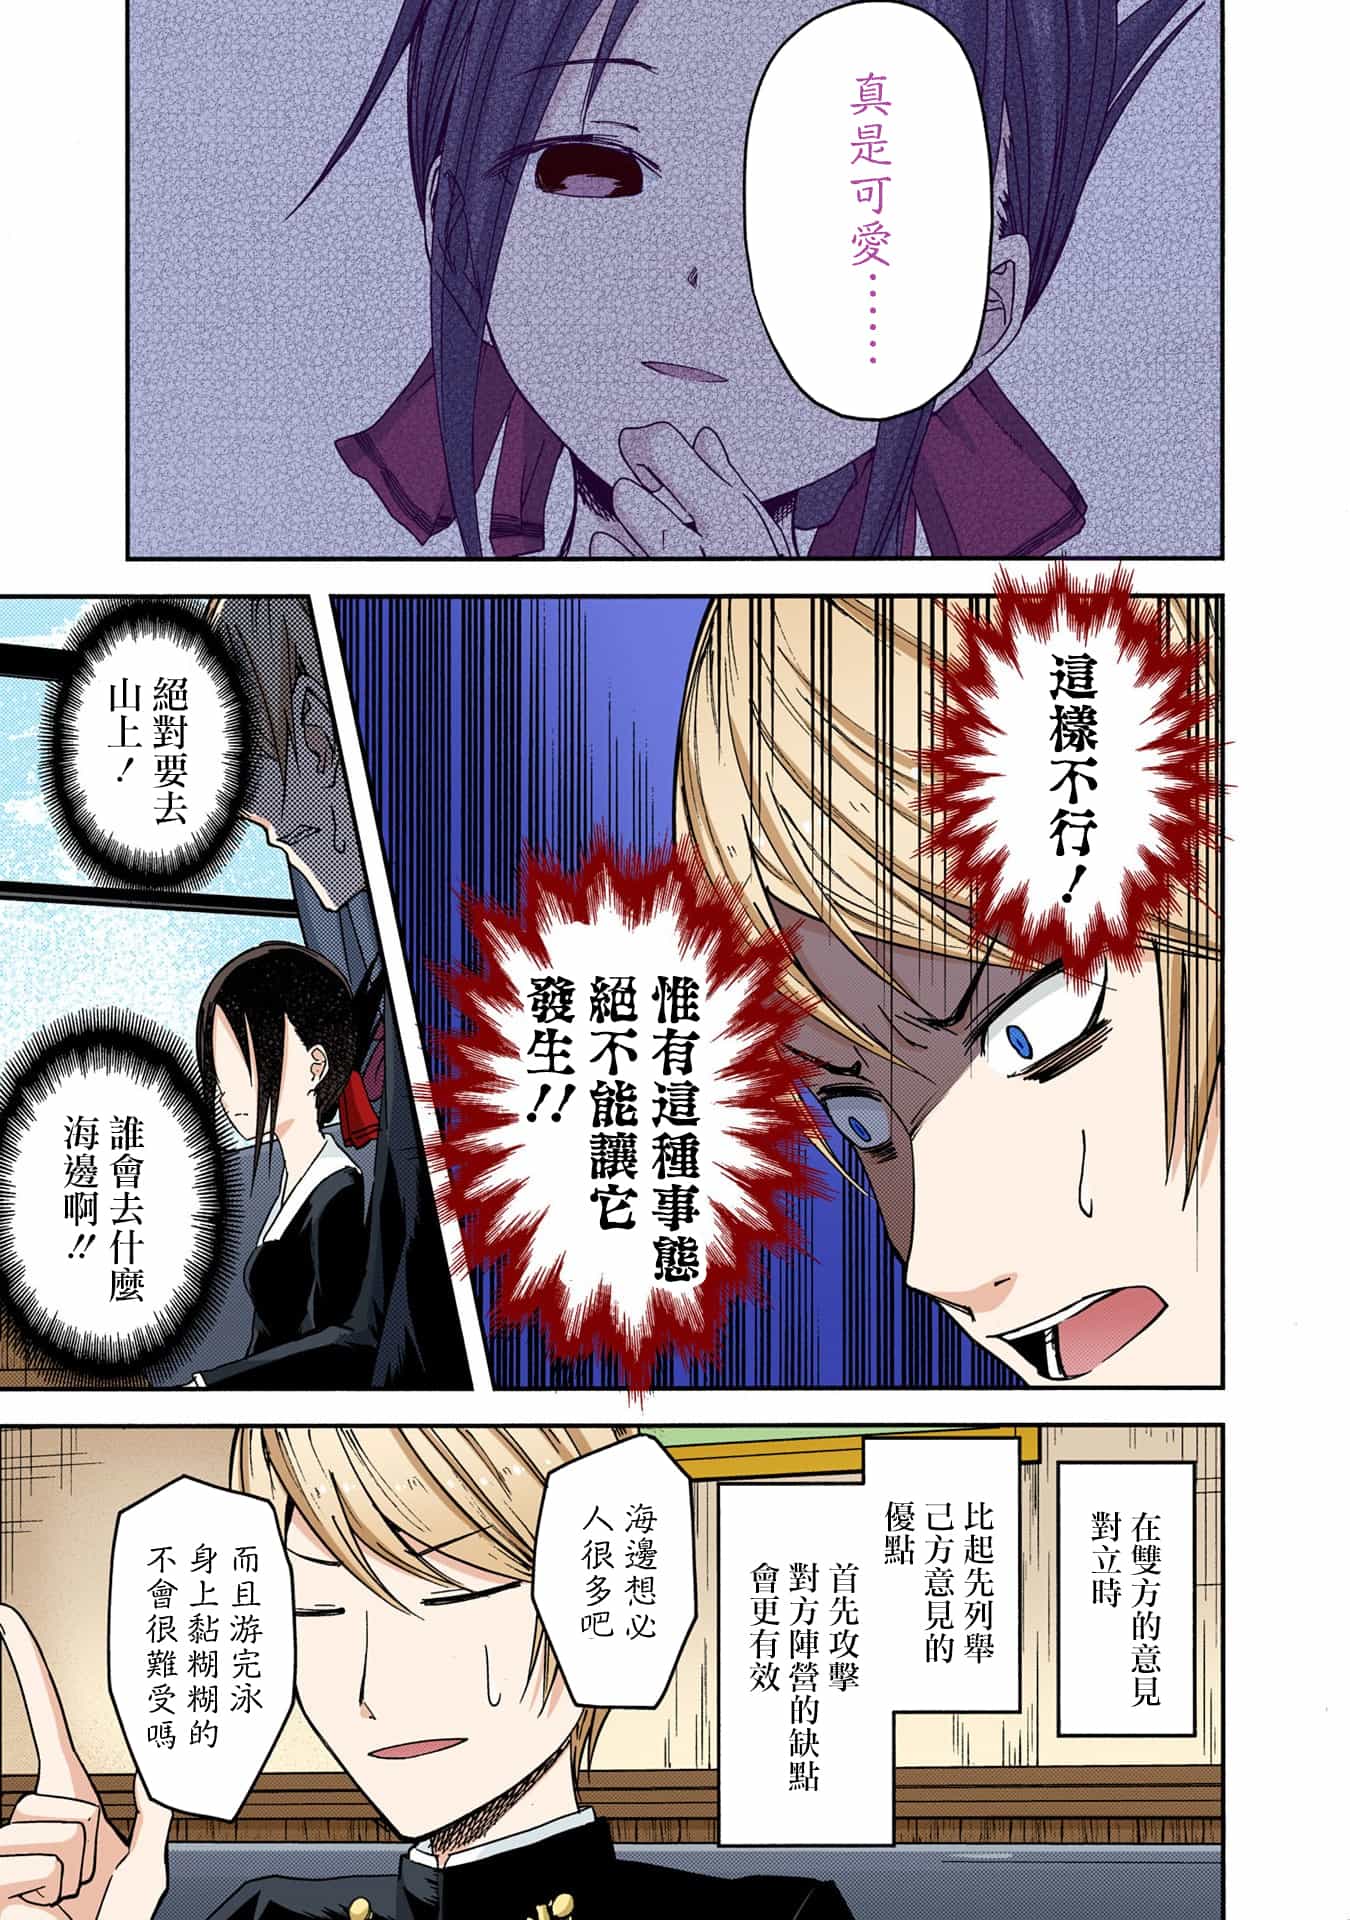 真是可愛⋯⋯⋯
這樣不行！
惟有這種事態
絕不能讓它
發生！！
絕對要去
山上！
誰會去什麼
海邊啊！！
在雙方的意見
對立時
比起先列舉
己方意見的
優點
首先攻擊
對方陣營的缺點
會更有效
海邊想必
人很多吧
而且游完泳
身上黏糊糊的
不會很難受嗎